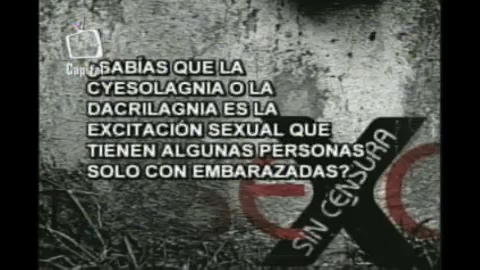 ¿SABÍAS QUE LA
CYESOLAGNIA O LA
DACRILAGNIA ES LA
EXCITACIÓN SEXUAL QUE
TIENEN ALGUNAS PERSONAS
SOLO CON EMBARAZADAS?
SEXO
SIN CENSURA